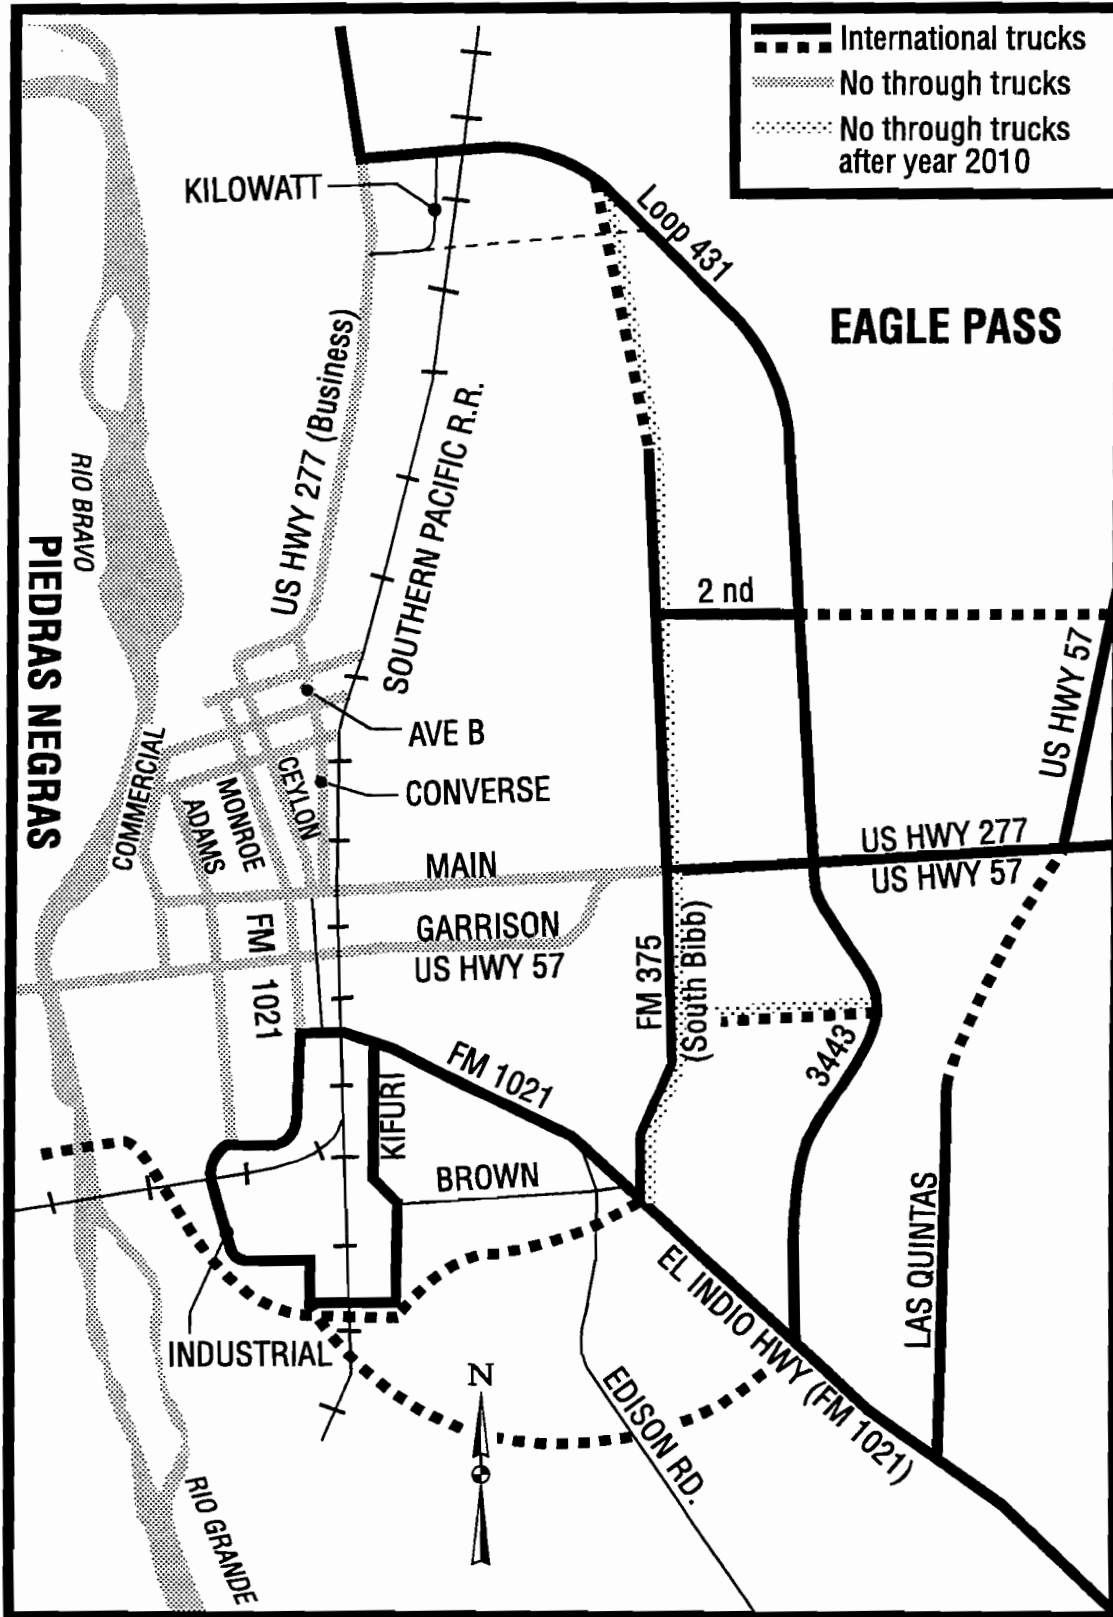 International trucks
No through trucks
No through trucks
after year 2010
KILOWATT
Loop 431
EAGLE PASS
US HWY 277 (Business)
SOUTHERN PACIFIC R.R.
RIO BRAVO
PIEDRAS NEGRAS
2 nd
US HWY 57
AVE B
CONVERSE
COMMERCIAL
CEYLON
MONROE
ADAMS
MAIN
US HWY 277
US HWY 57
GARRISON
US HWY 57
FM 1021
FM 375
(South Bibb)
3443
FM 1021
KIFURI
BROWN
LAS QUINTAS
EL INDIO HWY (FM 1021)
INDUSTRIAL
N
EDISON RD.
RIO GRANDE